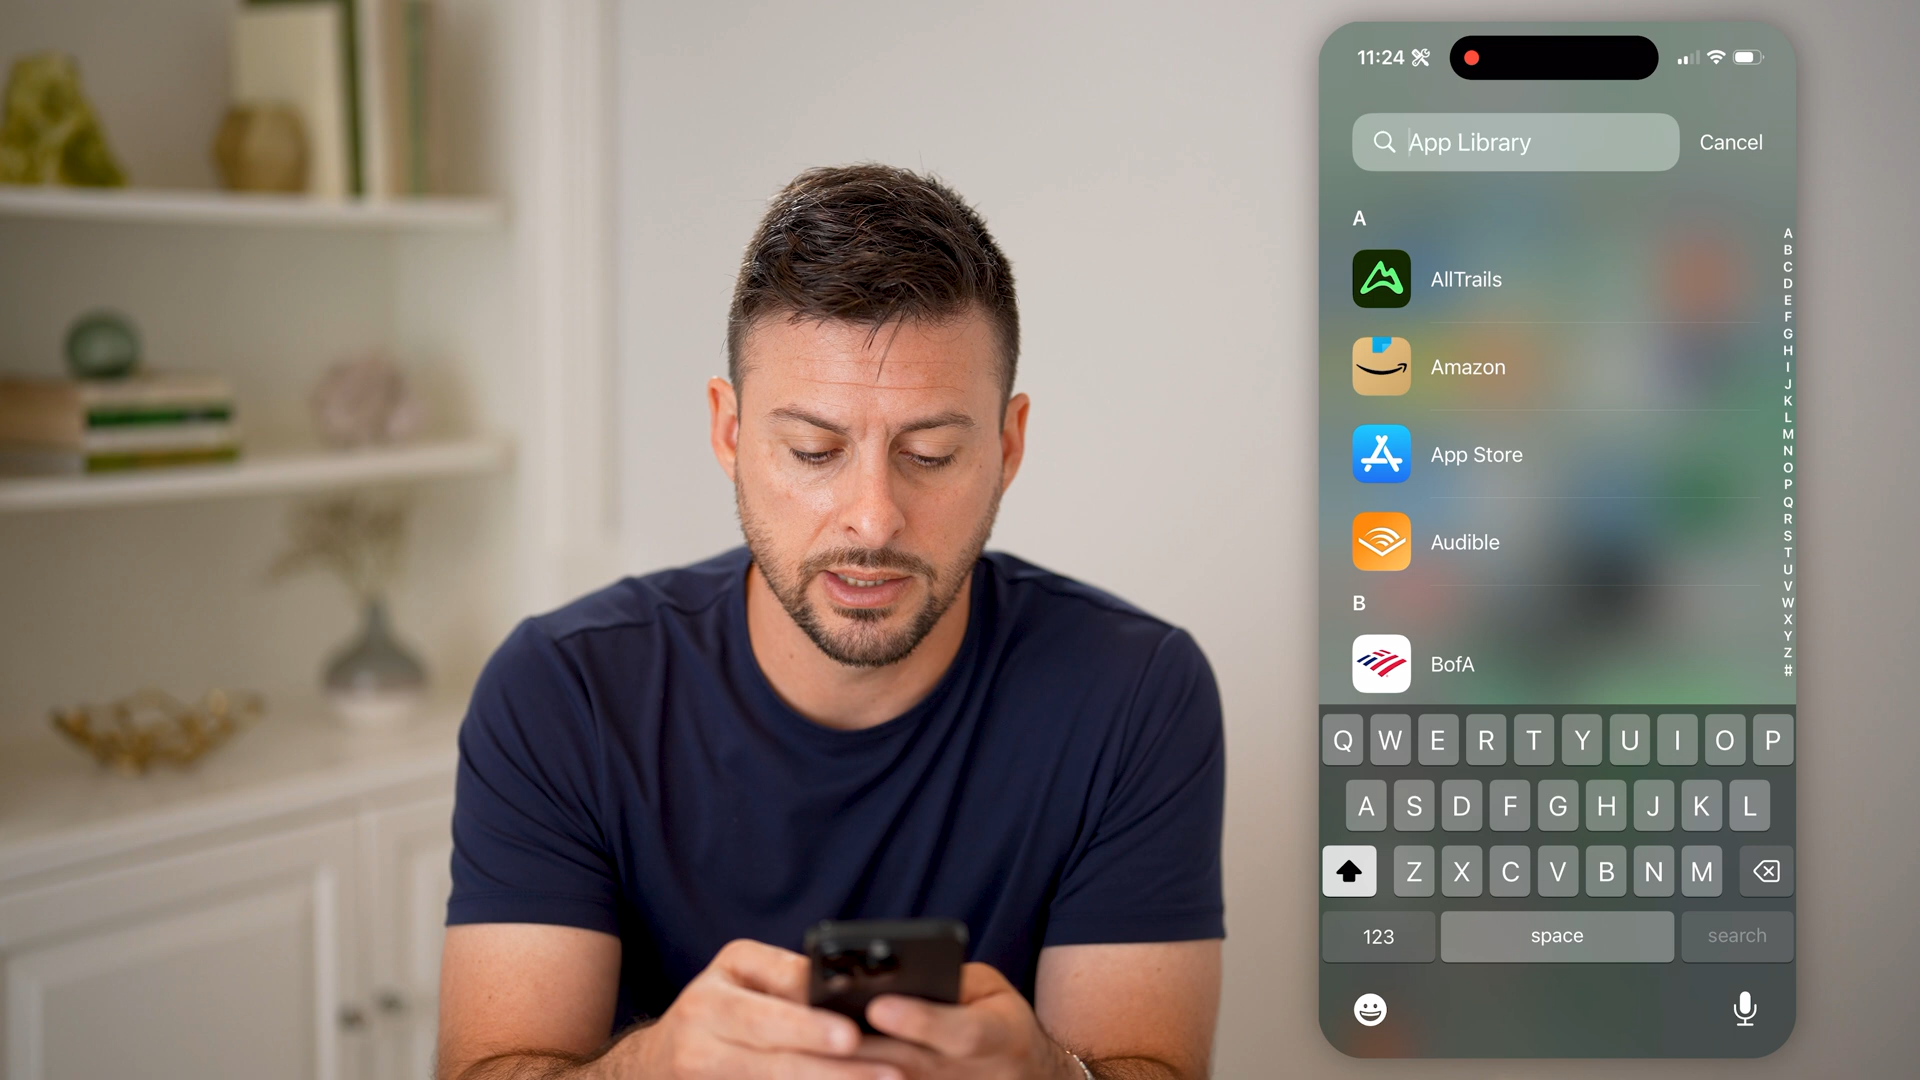 11:24
App Library
Cancel
A
AllTrails
Amazon
App Store
Audible
B
BofA
A
B
C
D
E
F
G
H
I
J
K
L
M
N
O
P
Q
R
S
T
U
V
W
X
Y
Z
#
Q W E R T Y U I O P
A S D F G H J K L
Z X C V B N M
123 space search